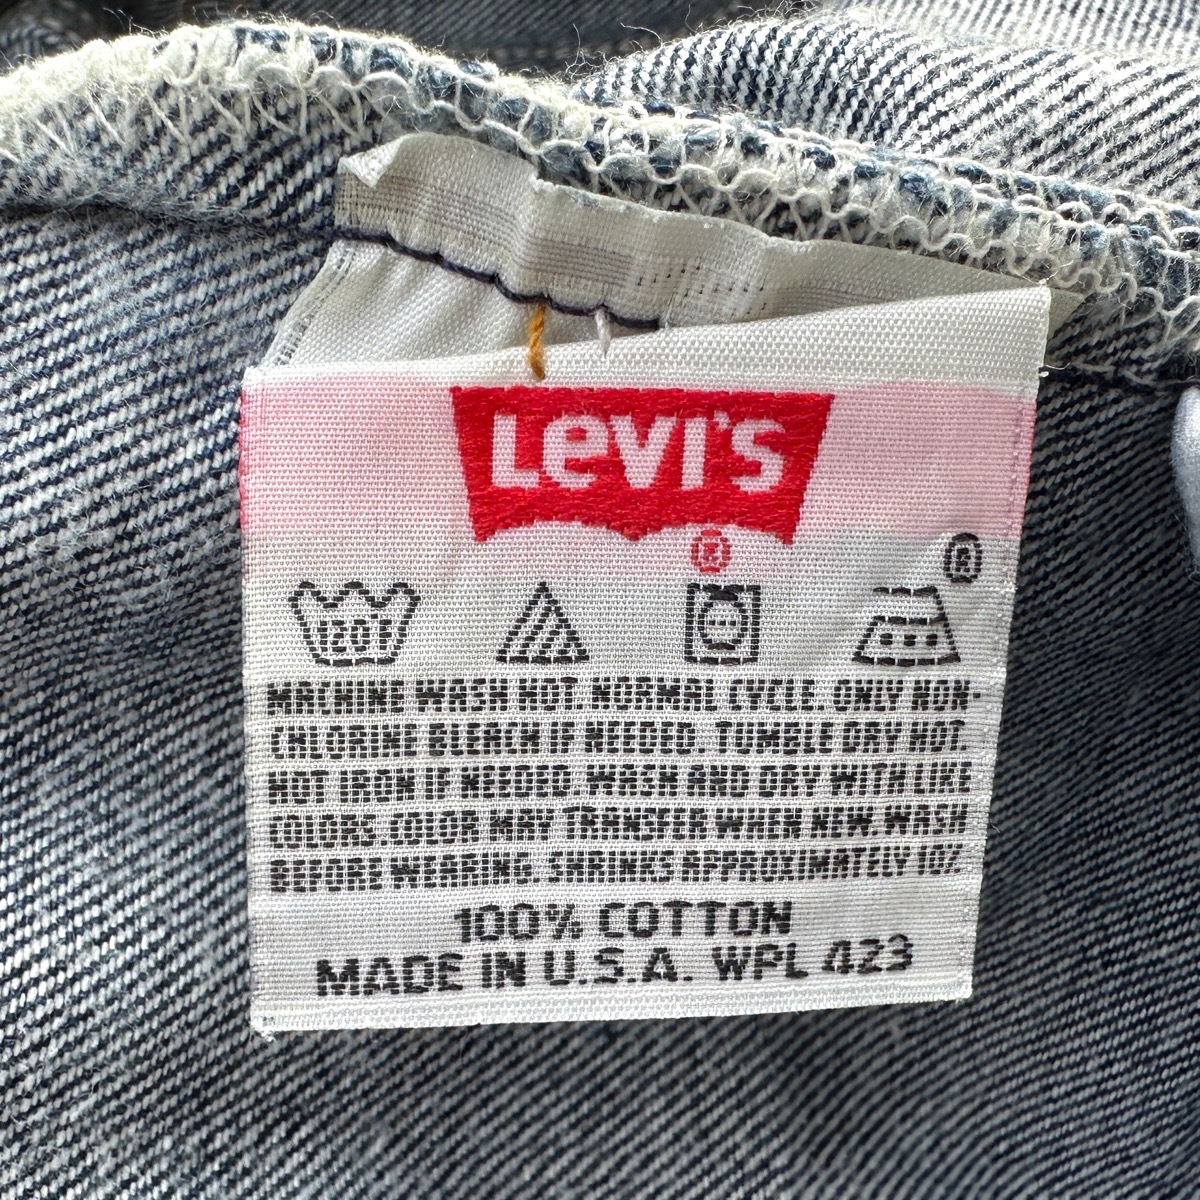 Levi's
®
®
120F
MACHINE WASH HOT. NORMAL CYCLE. ONLY NON-
CHLORINE BLEACH IF NEEDED. TUMBLE DRY HOT.
HOT IRON IF NEEDED. WASH AND DRY WITH LIKE
COLORS. COLOR MAY TRANSFER WHEN NEW. WASH
BEFORE WEARING. SHRINKS APPROXIMATELY 10%
100% COTTON
MADE IN U.S.A. WPL 423